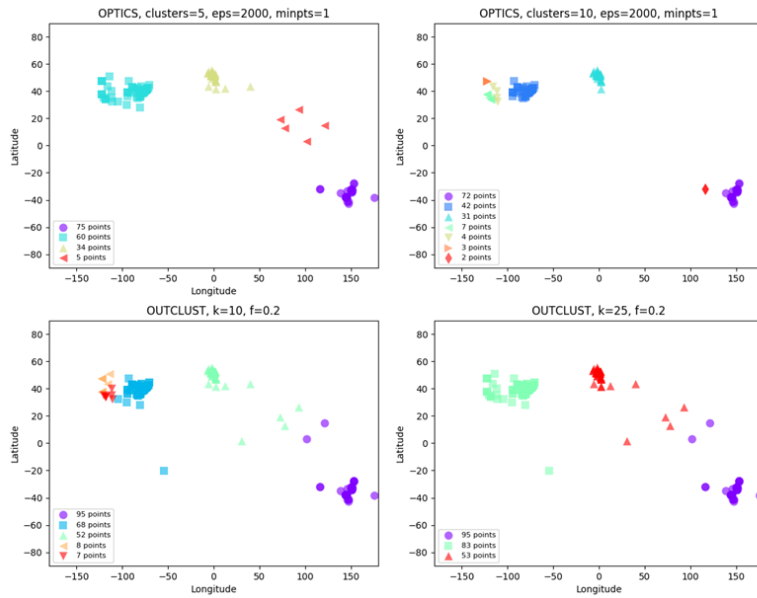 OPTICS, clusters=5, eps=2000, minpts=1
80
60
40
20
0
−20
−40
−60
−80
Latitude
75 points
60 points
34 points
5 points
−150
−100
−50
0
50
100
150
Longitude
OPTICS, clusters=10, eps=2000, minpts=1
80
60
40
20
0
−20
−40
−60
−80
Latitude
72 points
42 points
31 points
7 points
4 points
3 points
2 points
−150
−100
−50
0
50
100
150
OUTCLUST, k=10, f=0.2
80
60
40
20
0
−20
−40
−60
−80
Latitude
95 points
68 points
52 points
8 points
7 points
−150
−100
−50
0
50
100
150
Longitude
OUTCLUST, k=25, f=0.2
80
60
40
20
0
−20
−40
−60
−80
Latitude
95 points
83 points
53 points
−150
−100
−50
0
50
100
150
Longitude